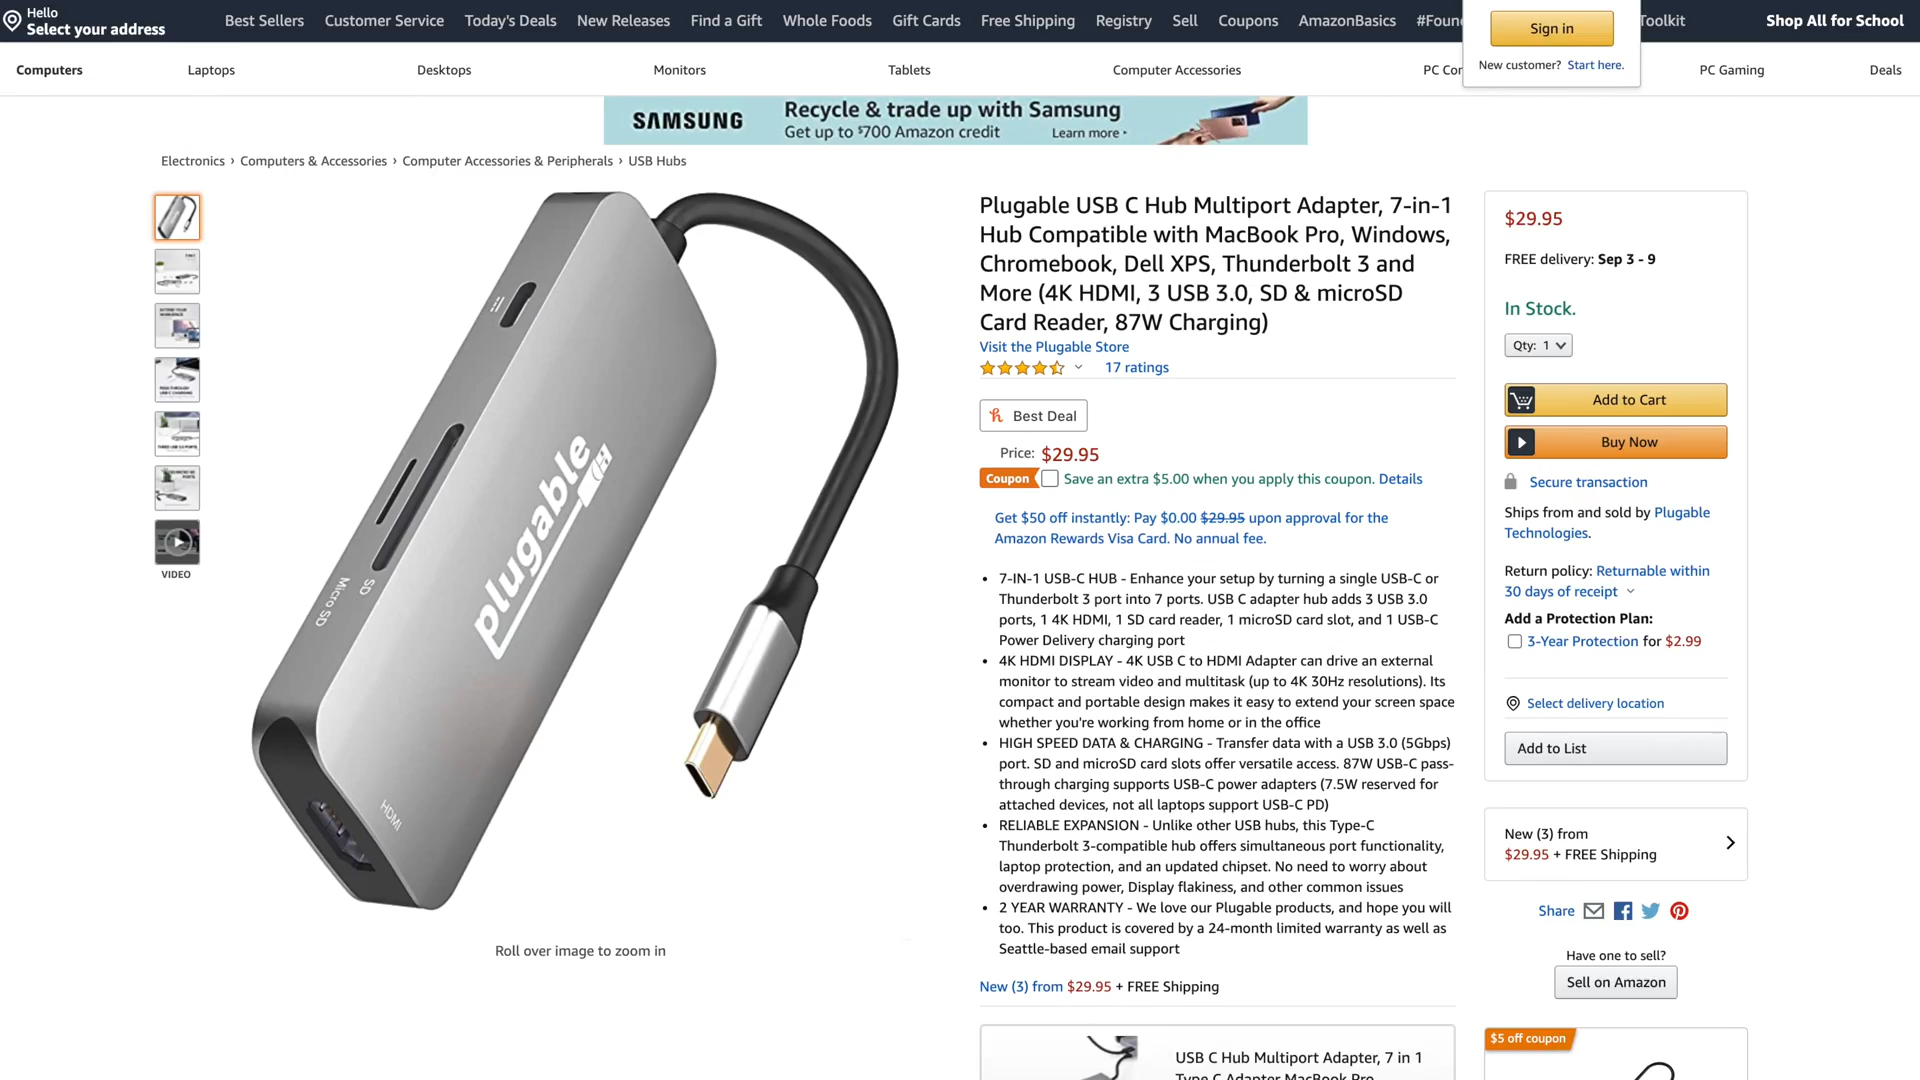 Hello
Select your address
Best Sellers
Customer Service
Today's Deals
New Releases
Find a Gift
Whole Foods
Gift Cards
Free Shipping
Registry
Sell
Coupons
AmazonBasics
#Foun
Toolkit
Shop All for School
Sign in
New customer? Start here.
Computers
Laptops
Desktops
Monitors
Tablets
Computer Accessories
PC Co
PC Gaming
Deals
SAMSUNG
Recycle & trade up with Samsung
Get up to $700 Amazon credit
Learn more
Electronics › Computers & Accessories › Computer Accessories & Peripherals › USB Hubs
VIDEO
plugable
SD
Micro SD
HDMI
Roll over image to zoom in
Plugable USB C Hub Multiport Adapter, 7-in-1
Hub Compatible with MacBook Pro, Windows,
Chromebook, Dell XPS, Thunderbolt 3 and
More (4K HDMI, 3 USB 3.0, SD & microSD
Card Reader, 87W Charging)
Visit the Plugable Store
17 ratings
Best Deal
Price: $29.95
Coupon Save an extra $5.00 when you apply this coupon. Details
Get $50 off instantly: Pay $0.00 $29.95 upon approval for the
Amazon Rewards Visa Card. No annual fee.
• 7-IN-1 USB-C HUB - Enhance your setup by turning a single USB-C or
Thunderbolt 3 port into 7 ports. USB C adapter hub adds 3 USB 3.0
ports, 1 4K HDMI, 1 SD card reader, 1 microSD card slot, and 1 USB-C
Power Delivery charging port
• 4K HDMI DISPLAY - 4K USB C to HDMI Adapter can drive an external
monitor to stream video and multitask (up to 4K 30Hz resolutions). Its
compact and portable design makes it easy to extend your screen space
whether you're working from home or in the office
• HIGH SPEED DATA & CHARGING - Transfer data with a USB 3.0 (5Gbps)
port. SD and microSD card slots offer versatile access. 87W USB-C pass-
through charging supports USB-C power adapters (7.5W reserved for
attached devices, not all laptops support USB-C PD)
• RELIABLE EXPANSION - Unlike other USB hubs, this Type-C
Thunderbolt 3-compatible hub offers simultaneous port functionality,
laptop protection, and an updated chipset. No need to worry about
overdrawing power, Display flakiness, and other common issues
• 2 YEAR WARRANTY - We love our Plugable products, and hope you will
too. This product is covered by a 24-month limited warranty as well as
Seattle-based email support
New (3) from $29.95 + FREE Shipping
USB C Hub Multiport Adapter, 7 in 1
Type C Adapter MacBook Pro
$29.95
FREE delivery: Sep 3 - 9
In Stock.
Qty: 1
Add to Cart
Buy Now
Secure transaction
Ships from and sold by Plugable
Technologies.
Return policy: Returnable within
30 days of receipt
Add a Protection Plan:
3-Year Protection for $2.99
Select delivery location
Add to List
New (3) from
$29.95 + FREE Shipping
Share
Have one to sell?
Sell on Amazon
$5 off coupon